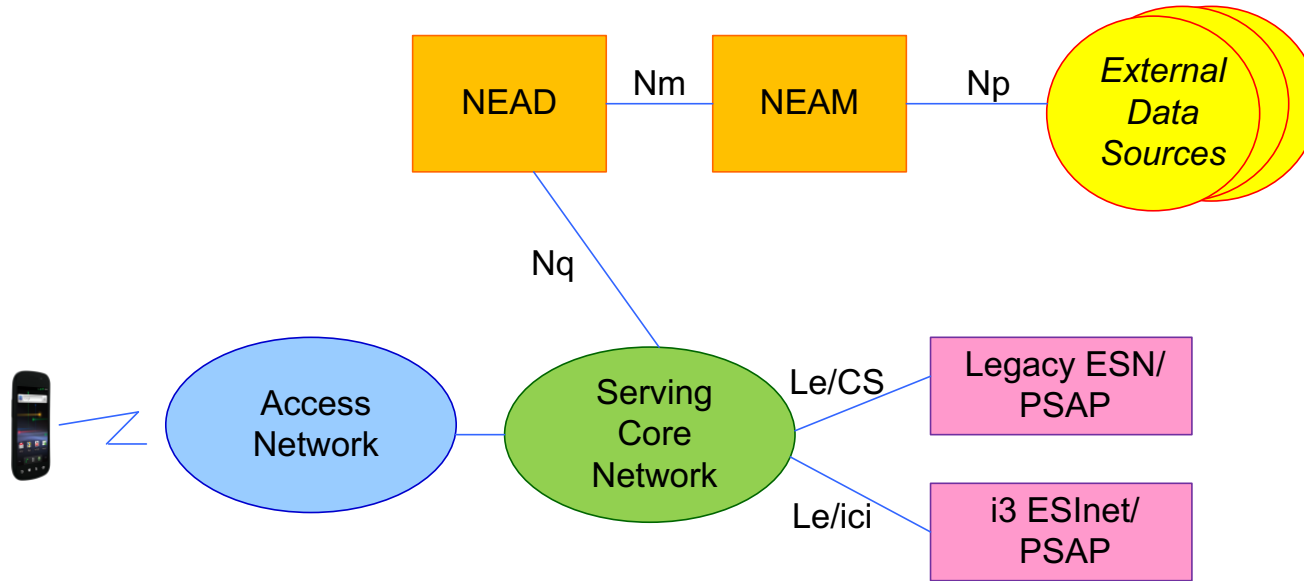 NEAD
Nm
NEAM
Np
External
Data
Sources
Nq
Access
Network
Serving
Core
Network
Le/CS
Legacy ESN/
PSAP
Le/ici
i3 ESInet/
PSAP